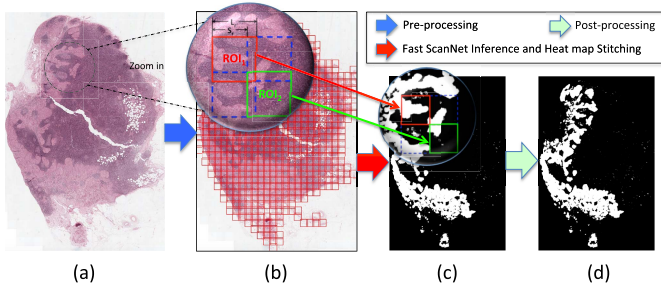 Pre-processing
Post-processing
Fast ScanNet Inference and Heat map Stitching
Zoom in
ROI1
ROI2
(a)
(b)
(c)
(d)